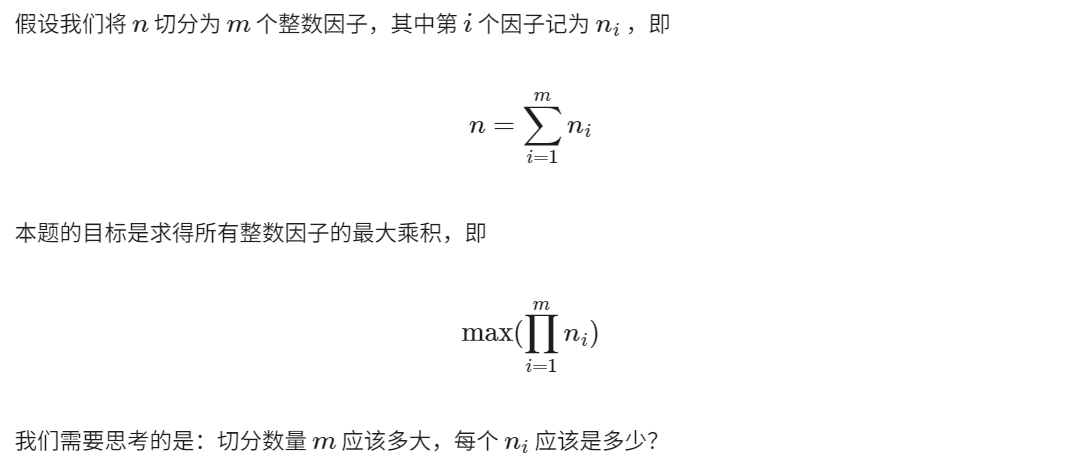 假设我们将 n 切分为 m 个整数因子，其中第 i 个因子记为 n_i ，即
n = \sum_{i=1}^{m} n_i
本题的目标是求得所有整数因子的最大乘积，即
\max(\prod_{i=1}^{m} n_i)
我们需要思考的是：切分数量 m 应该多大，每个 n_i 应该是多少？